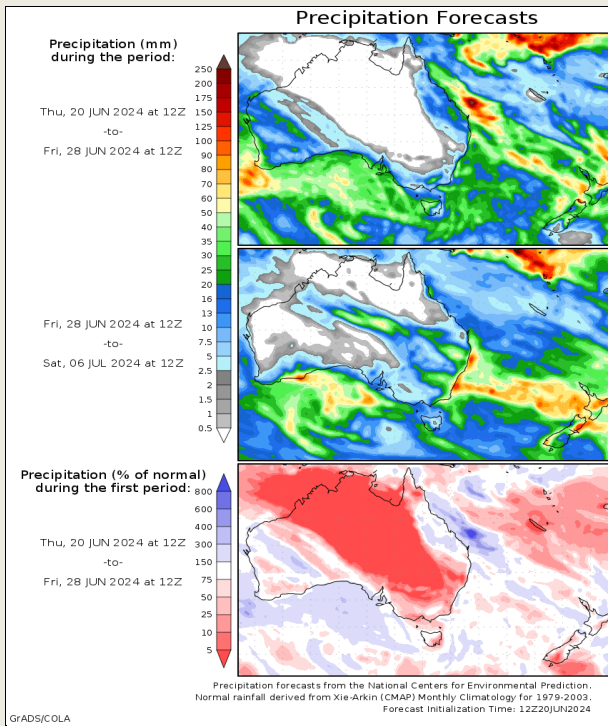 Precipitation Forecasts
Precipitation (mm)
during the period:
Thu, 20 JUN 2024 at 12Z
-to-
Fri, 28 JUN 2024 at 12Z
250
200
175
150
125
100
90
80
70
60
50
40
35
30
25
20
16
13
10
7.5
5
2.5
2
1.5
1
0.5
Fri, 28 JUN 2024 at 12Z
-to-
Sat, 06 JUL 2024 at 12Z
Precipitation (% of normal)
during the first period:
Thu, 20 JUN 2024 at 12Z
-to-
Fri, 28 JUN 2024 at 12Z
800
600
400
300
150
75
50
25
10
5
Precipitation forecasts from the National Centers for Environmental Prediction.
Normal rainfall derived from Xie-Arkin (CMAP) Monthly Climatology for 1979-2003.
Forecast Initialization Time: 12Z20JUN2024
GrADS/COLA